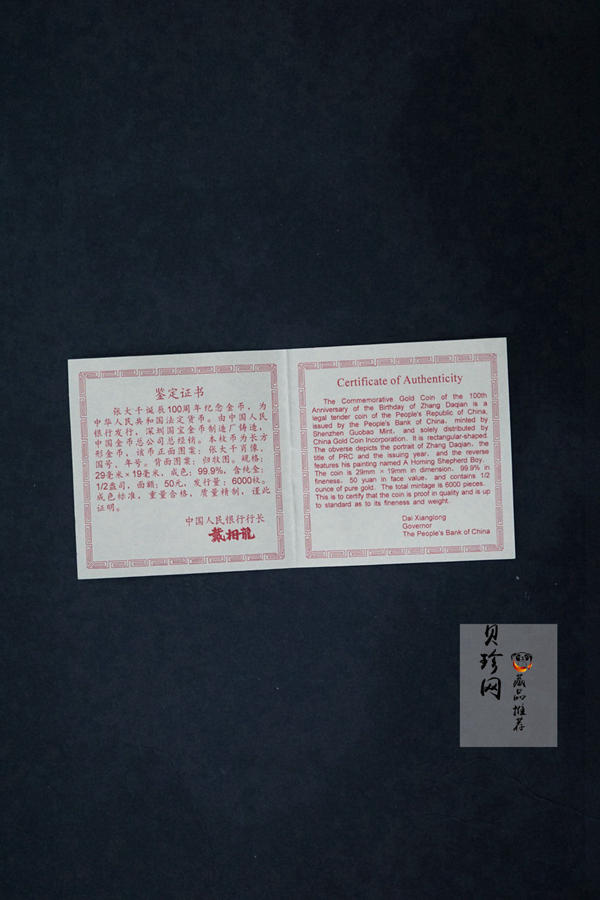 鉴定证书
张大千诞辰100周年纪念金币，为
中华人民共和国法定货币。由中国人民
银行发行，深圳国宝金币制造厂铸造，
中国金币总公司总经销。本枚币为长方
形金币，该币正面图案：张大千肖像，
国号、年号。背面图案：归牧图。规格：
29毫米×19毫米，成色：99.9%，含纯金：
1/2盎司，面额：50元，发行量：6000枚。
成色标准，重量合格，质量精制，谨此
证明。
中国人民银行行长
戴相龍
Certificate of Authenticity
The Commemorative Gold Coin of the 100th
Anniversary of the Birthday of Zhang Daqian is a
legal tender coin of the People's Republic of China,
issued by the People's Bank of China, minted by
Shenzhen Guobao Mint, and solely distributed by
China Gold Coin Incorporation. It is rectangular-shaped.
The obverse depicts the portrait of Zhang Daqian, the
title of PRC and the issuing year, and the reverse
features his painting named A Homing Shepherd Boy.
The coin is 29mm × 19mm in dimension, 99.9% in
fineness, 50 yuan in face value, and contains 1/2
ounce of pure gold. The total mintage is 6000 pieces.
This is to certify that the coin is proof in quality and is up
to standard as to its fineness and weight.
Dai Xianglong
Governor
The People's Bank of China
贝珍网
藏品推荐